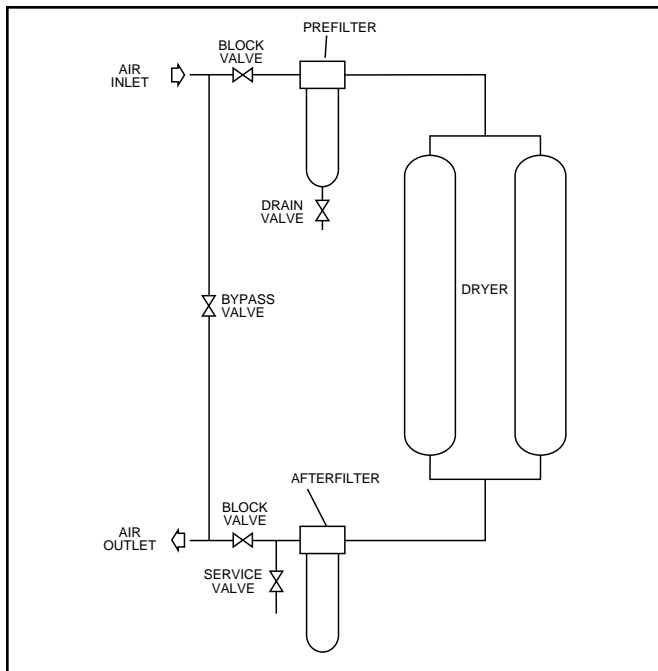 PREFILTER
BLOCK
VALVE
AIR
INLET
DRAIN
VALVE
DRYER
BYPASS
VALVE
AFTERFILTER
BLOCK
VALVE
AIR
OUTLET
SERVICE
VALVE